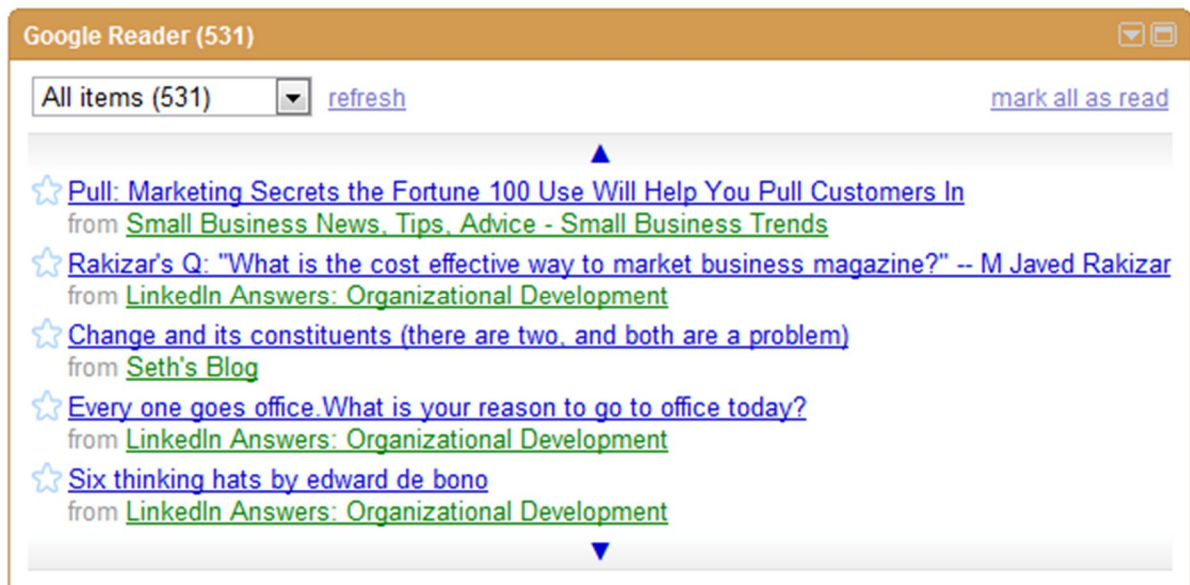 Google Reader (531)
All items (531) refresh mark all as read
Pull: Marketing Secrets the Fortune 100 Use Will Help You Pull Customers In
from Small Business News, Tips, Advice - Small Business Trends
Rakizar's Q: "What is the cost effective way to market business magazine?" -- M Javed Rakizar
from LinkedIn Answers: Organizational Development
Change and its constituents (there are two, and both are a problem)
from Seth's Blog
Every one goes office.What is your reason to go to office today?
from LinkedIn Answers: Organizational Development
Six thinking hats by edward de bono
from LinkedIn Answers: Organizational Development